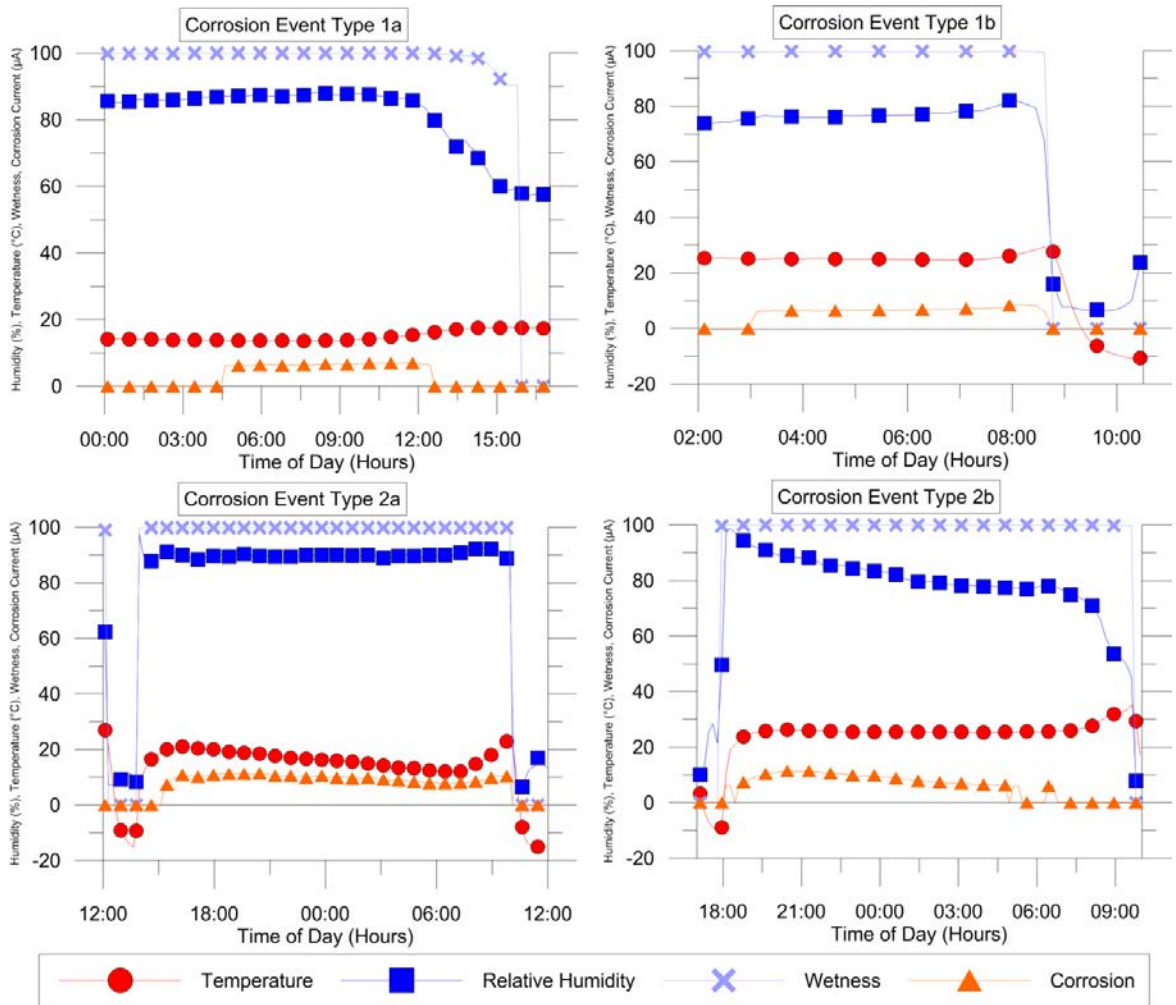 Corrosion Event Type 1a
Humidity (%), Temperature (°C), Wetness, Corrosion Current (µA)
100
80
60
40
20
0
00:00 03:00 06:00 09:00 12:00 15:00
Time of Day (Hours)
Corrosion Event Type 1b
Humidity (%), Temperature (°C), Wetness, Corrosion Current (µA)
100
80
60
40
20
0
-20
02:00 04:00 06:00 08:00 10:00
Time of Day (Hours)
Corrosion Event Type 2a
Humidity (%), Temperature (°C), Wetness, Corrosion Current (µA)
100
80
60
40
20
0
-20
12:00 18:00 00:00 06:00 12:00
Time of Day (Hours)
Corrosion Event Type 2b
Humidity (%), Temperature (°C), Wetness, Corrosion Current (µA)
100
80
60
40
20
0
-20
18:00 21:00 00:00 03:00 06:00 09:00
Time of Day (Hours)
Temperature Relative Humidity Wetness Corrosion